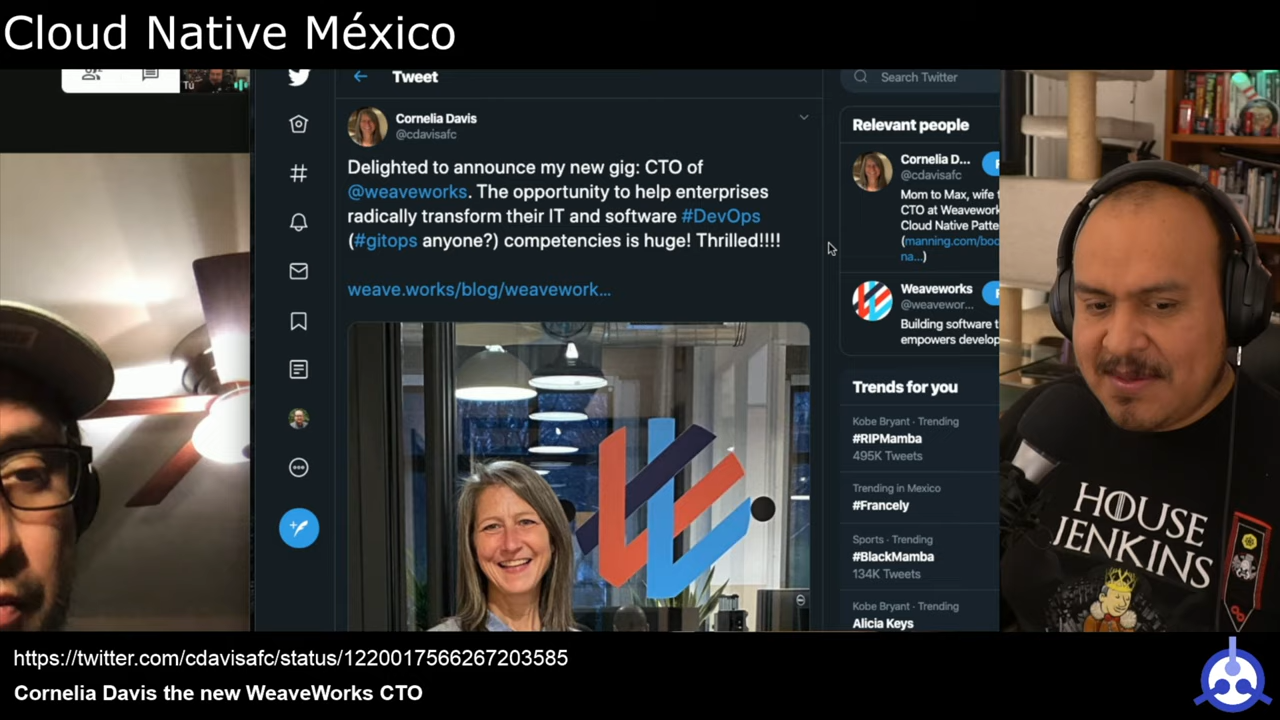 Cloud Native México
Tú
Tweet
Search Twitter
Cornelia Davis
@cdavisafc
Delighted to announce my new gig: CTO of
@weaveworks. The opportunity to help enterprises
radically transform their IT and software #DevOps
(#gitops anyone?) competencies is huge! Thrilled!!!!
weave.works/blog/weavework...
Relevant people
Cornelia D...
F
@cdavisafc
Mom to Max, wife
CTO at Weavework
Cloud Native Patte
(manning.com/boo
na...)
Weaveworks
F
@weavewor...
Building software t
empowers develop
Trends for you
Kobe Bryant · Trending
#RIPMamba
495K Tweets
Trending in Mexico
#Francely
Sports · Trending
#BlackMamba
134K Tweets
Kobe Bryant · Trending
Alicia Keys
HOUSE
JENKINS
https://twitter.com/cdavisafc/status/1220017566267203585
Cornelia Davis the new WeaveWorks CTO